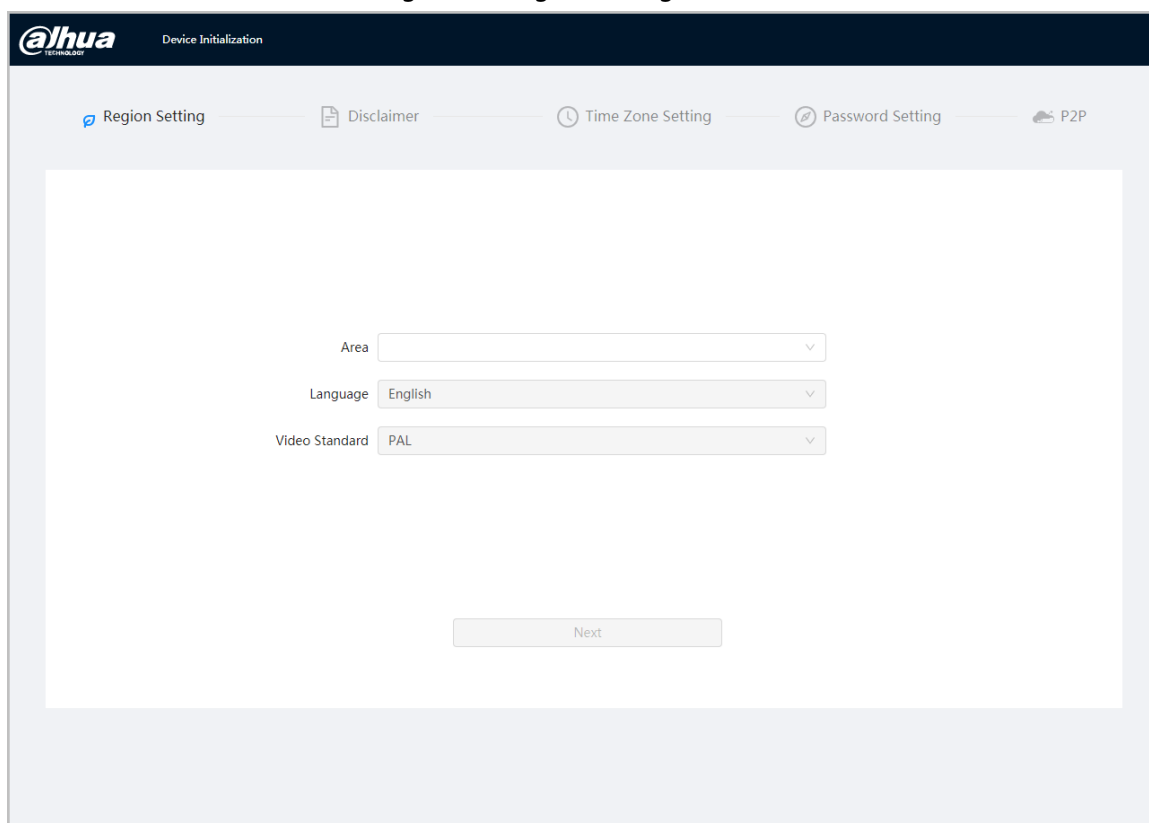 alhua
TECHNOLOGY
Device Initialization
Region Setting
Disclaimer
Time Zone Setting
Password Setting
P2P
Area
Language English
Video Standard PAL
Next